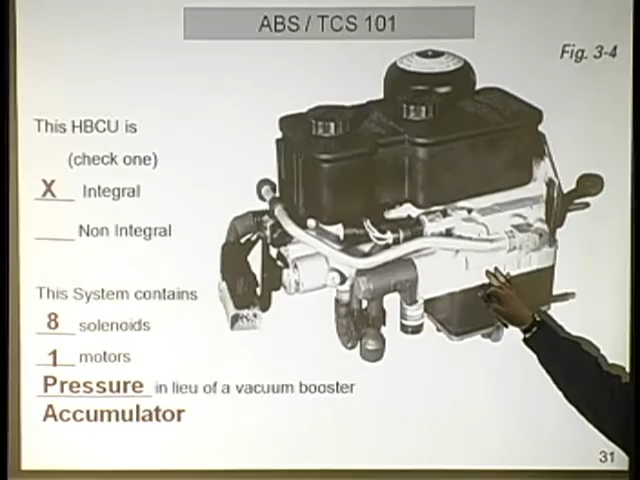 ABS / TCS 101
Fig. 3-4
This HBCU is
(check one)
X Integral
___ Non Integral
This System contains
8 solenoids
1 motors
Pressure in lieu of a vacuum booster
Accumulator
31